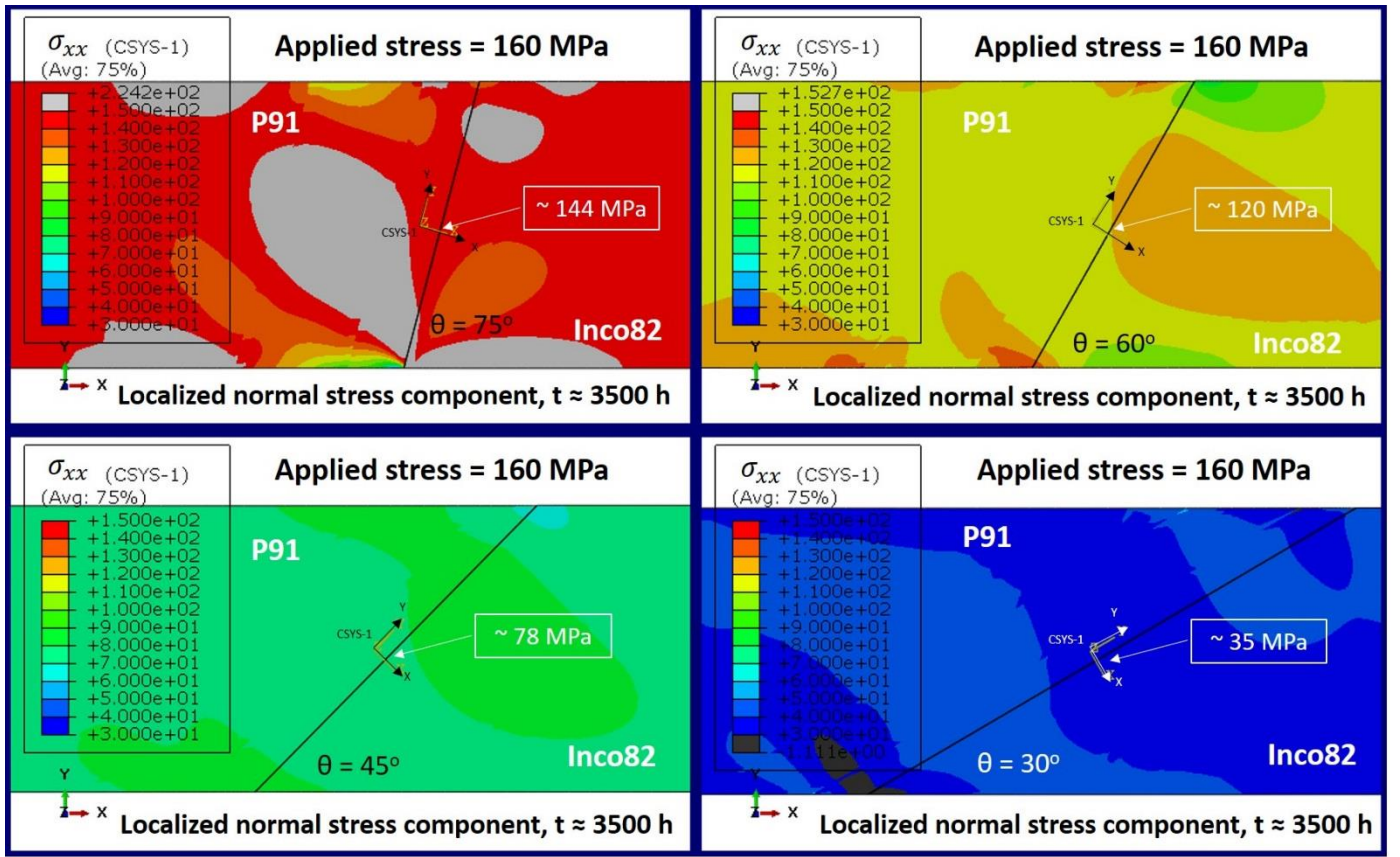 σxx (CSYS-1)
(Avg: 75%)
+2.242e+02
+1.500e+02
+1.400e+02
+1.300e+02
+1.200e+02
+1.100e+02
+1.000e+02
+9.000e+01
+8.000e+01
+7.000e+01
+6.000e+01
+5.000e+01
+4.000e+01
+3.000e+01
Applied stress = 160 MPa
P91
Y
CSYS-1
X
~ 144 MPa
θ = 75°
Inco82
Y
Z
X
Localized normal stress component, t ≈ 3500 h
σxx (CSYS-1)
(Avg: 75%)
+1.527e+02
+1.500e+02
+1.400e+02
+1.300e+02
+1.200e+02
+1.100e+02
+1.000e+02
+9.000e+01
+8.000e+01
+7.000e+01
+6.000e+01
+5.000e+01
+4.000e+01
+3.000e+01
Applied stress = 160 MPa
P91
Y
CSYS-1
X
~ 120 MPa
θ = 60°
Inco82
Y
Z
X
Localized normal stress component, t ≈ 3500 h
σxx (CSYS-1)
(Avg: 75%)
+1.500e+02
+1.400e+02
+1.300e+02
+1.200e+02
+1.100e+02
+1.000e+02
+9.000e+01
+8.000e+01
+7.000e+01
+6.000e+01
+5.000e+01
+4.000e+01
+3.000e+01
Applied stress = 160 MPa
P91
Y
CSYS-1
X
~ 78 MPa
θ = 45°
Inco82
Y
Z
X
Localized normal stress component, t ≈ 3500 h
σxx (CSYS-1)
(Avg: 75%)
+1.500e+02
+1.400e+02
+1.300e+02
+1.200e+02
+1.100e+02
+1.000e+02
+9.000e+01
+8.000e+01
+7.000e+01
+6.000e+01
+5.000e+01
+4.000e+01
+3.000e+01
-1.111e+00
Applied stress = 160 MPa
P91
Y
CSYS-1
X
~ 35 MPa
θ = 30°
Inco82
Y
Z
X
Localized normal stress component, t ≈ 3500 h